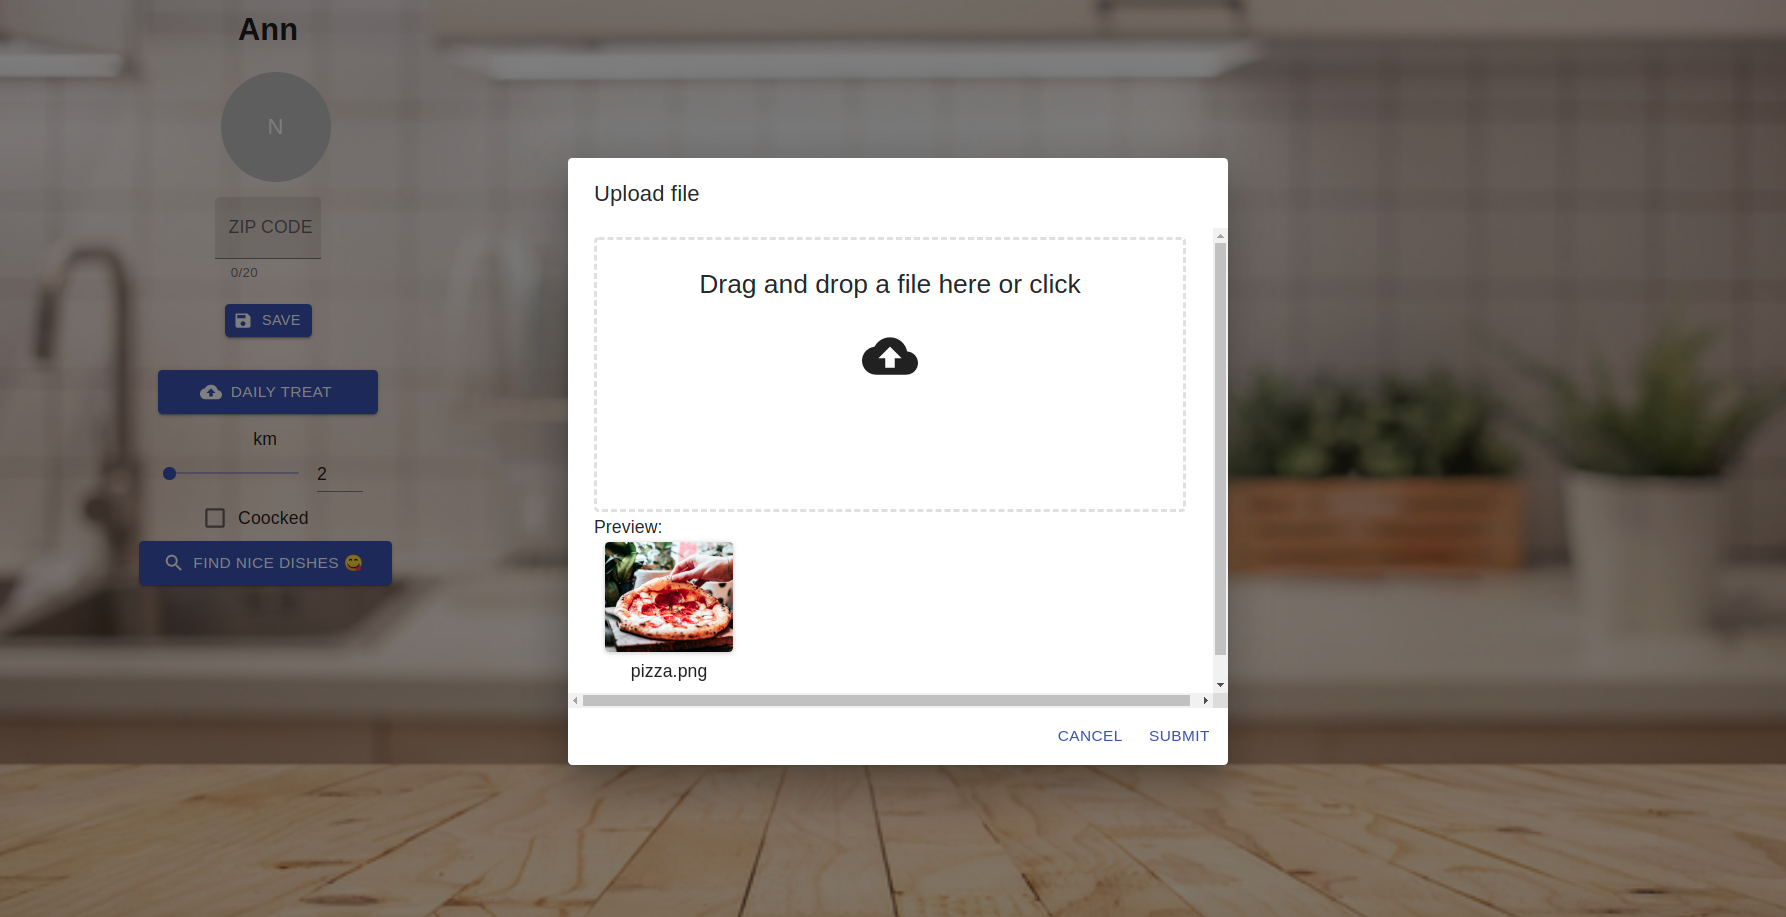 Ann
N
ZIP CODE
0/20
SAVE
DAILY TREAT
km
2
Coocked
FIND NICE DISHES 😋
Upload file
Drag and drop a file here or click
Preview:
pizza.png
CANCEL
SUBMIT